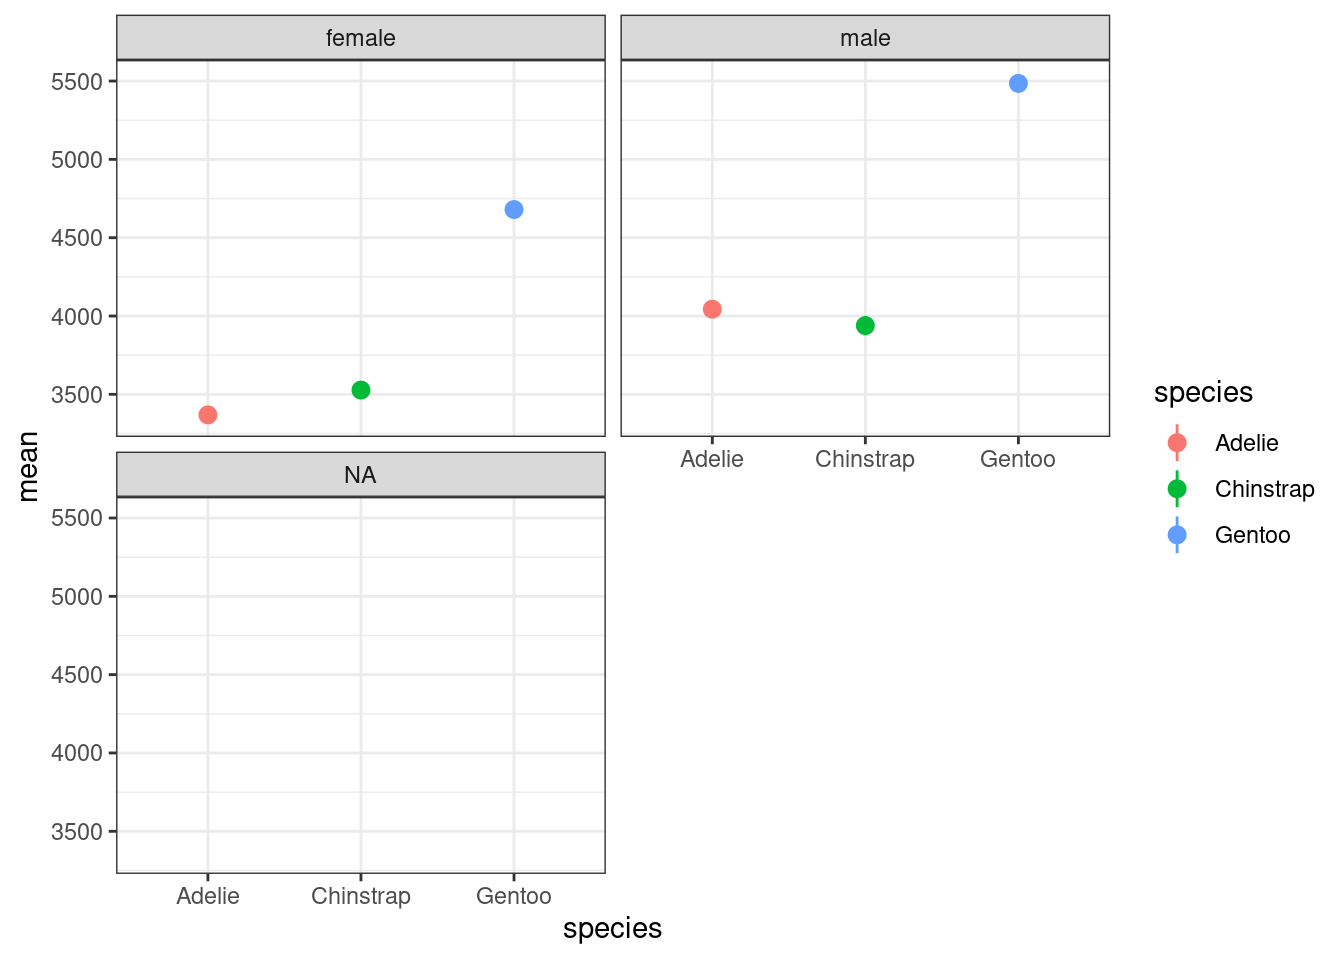 female
male
5500
5000
4500
4000
3500
Adelie
Chinstrap
Gentoo
NA
5500
5000
4500
4000
3500
Adelie
Chinstrap
Gentoo
species
mean
species
Adelie
Chinstrap
Gentoo